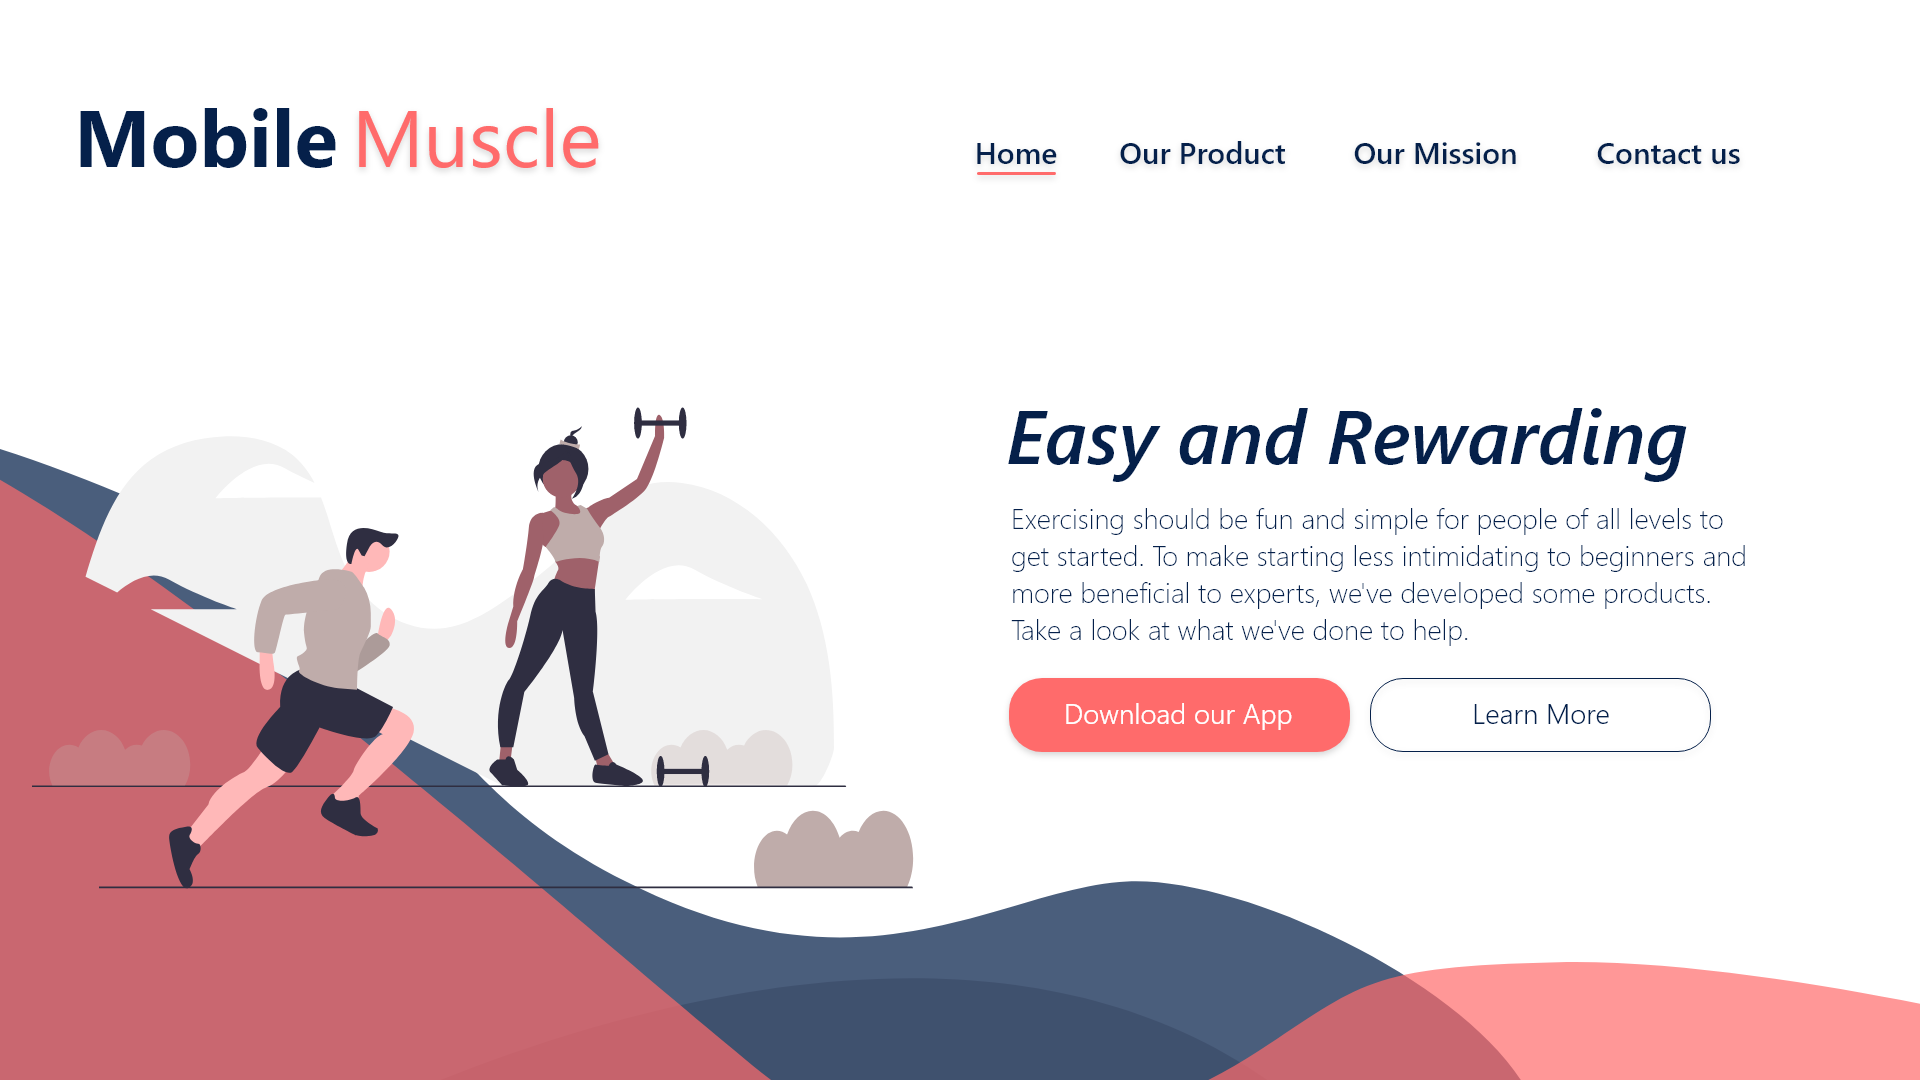 Mobile Muscle
Home Our Product Our Mission Contact us
Easy and Rewarding
Exercising should be fun and simple for people of all levels to
get started. To make starting less intimidating to beginners and
more beneficial to experts, we've developed some products.
Take a look at what we've done to help.
Download our App Learn More